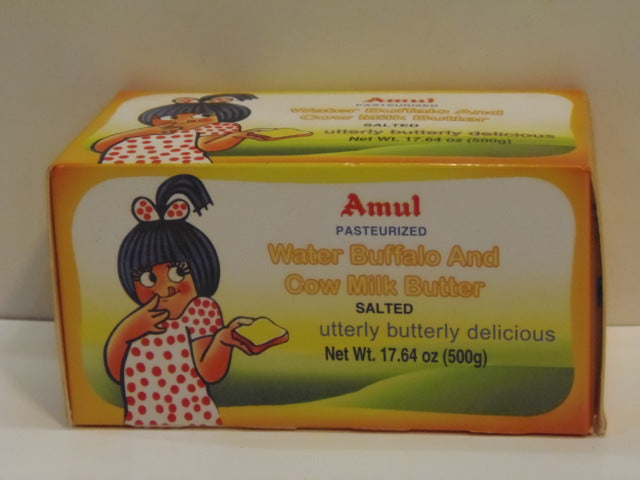 Amul
PASTEURIZED
Water Buffalo And
Cow Milk Butter
SALTED
utterly butterly delicious
Net Wt. 17.64 oz (500g)
Amul
PASTEURIZED
Water Buffalo And
Cow Milk Butter
SALTED
utterly butterly delicious
Net Wt. 17.64 oz (500g)